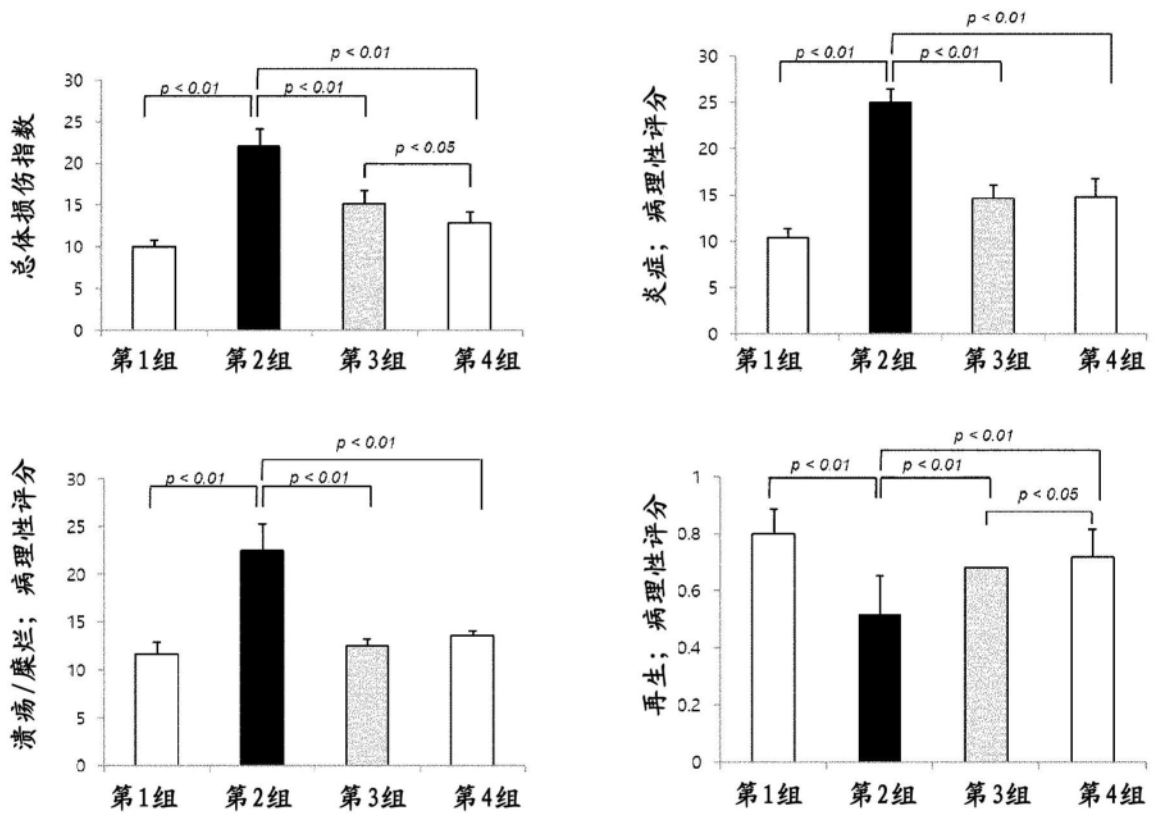 总体损伤指数
p < 0.01
p < 0.01
p < 0.01
p < 0.05
30
25
20
15
10
5
0
第1组
第2组
第3组
第4组
炎症；病理性评分
p < 0.01
p < 0.01
p < 0.01
30
25
20
15
10
5
0
第1组
第2组
第3组
第4组
溃疡/糜烂；病理性评分
p < 0.01
p < 0.01
p < 0.01
30
25
20
15
10
5
0
第1组
第2组
第3组
第4组
再生；病理性评分
p < 0.01
p < 0.01
p < 0.01
p < 0.05
1
0.8
0.6
0.4
0.2
0
第1组
第2组
第3组
第4组